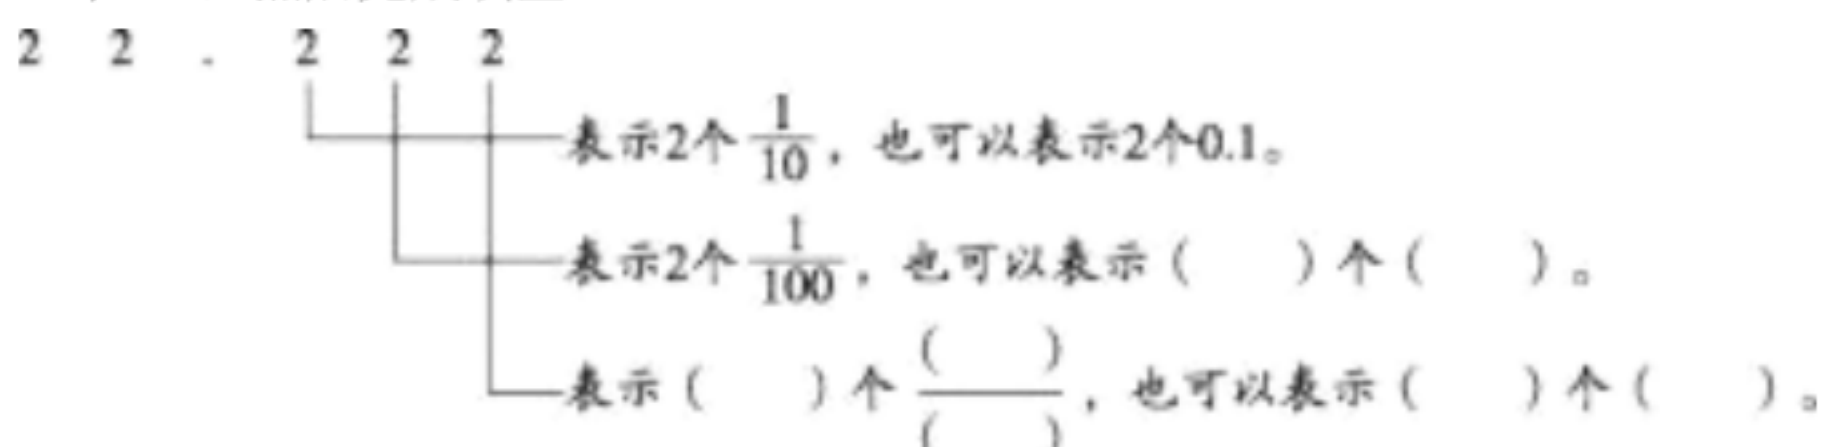 2 2 . 2 2 2
表示2个1/10，也可以表示2个0.1。
表示2个1/100，也可以表示（ ）个（ ）。
表示（ ）个( )/( )，也可以表示（ ）个（ ）。